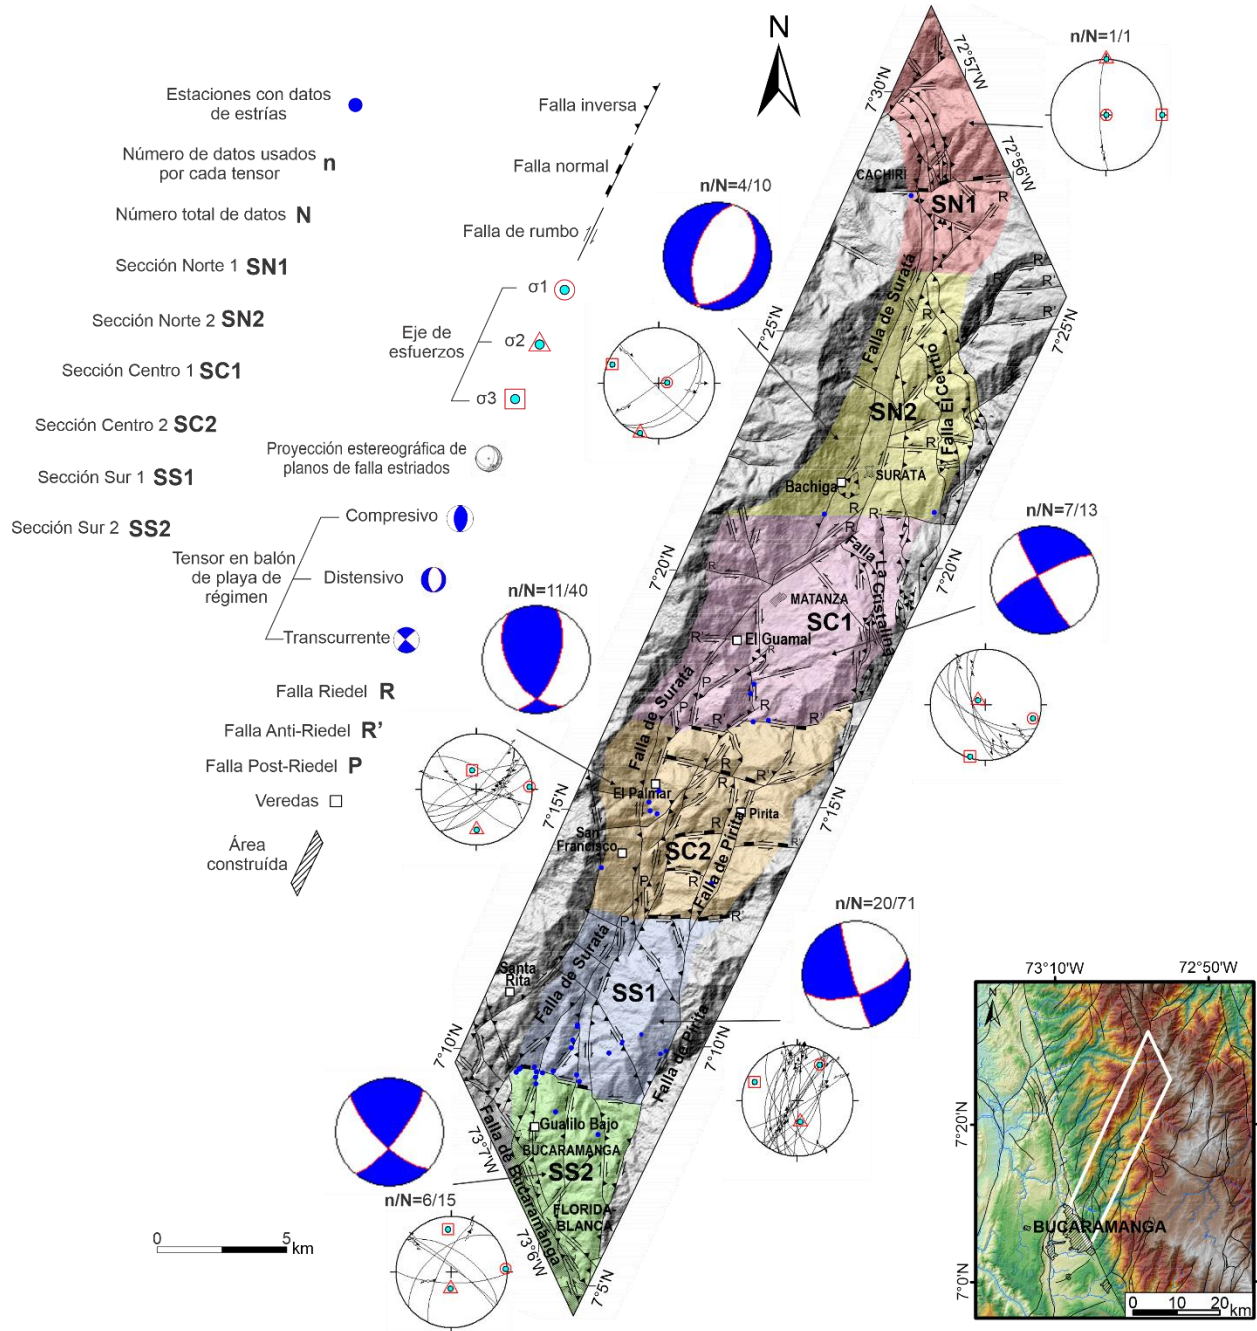 Estaciones con datos
de estrías
Número de datos usados
por cada tensor n
Número total de datos N
Sección Norte 1 SN1
Sección Norte 2 SN2
Sección Centro 1 SC1
Sección Centro 2 SC2
Sección Sur 1 SS1
Sección Sur 2 SS2
Falla inversa
Falla normal
Falla de rumbo
Eje de
esfuerzos
σ1
σ2
σ3
Proyección estereográfica de
planos de falla estriados
Tensor en balón
de playa de
régimen
Compresivo
Distensivo
Transcurrente
Falla Riedel R
Falla Anti-Riedel R'
Falla Post-Riedel P
Veredas
Área
construída
0 5 km
N
n/N=1/1
n/N=4/10
n/N=7/13
n/N=11/40
n/N=20/71
n/N=6/15
7°30'N
72°57'W
72°56'W
7°25'N
7°25'N
7°20'N
7°20'N
7°15'N
7°15'N
7°10'N
7°10'N
73°7'W
73°6'W
7°5'N
CACHIRÍ
SN1
R
R
R'
R'
Falla de Suratá
Falla El Cerrito
SN2
R
R
SURATÁ
Bachiga
R
R
R'
Falla La Cristalina
R
MATANZA
SC1
R'
El Guamal
R
P
Falla de Suratá
P
R'
R
R
R
R
El Palmar
R
Pirita
San
Francisco
SC2
R
R'
Falla de Pirita
P
R
P
R'
Santa
Rita
Falla de Suratá
SS1
Falla de Pirita
Gualilo Bajo
BUCARAMANGA
SS2
FLORIDA-
BLANCA
Falla de Bucaramanga
73°10'W 72°50'W
N
7°20'N
BUCARAMANGA
7°0'N
0 10 20 km